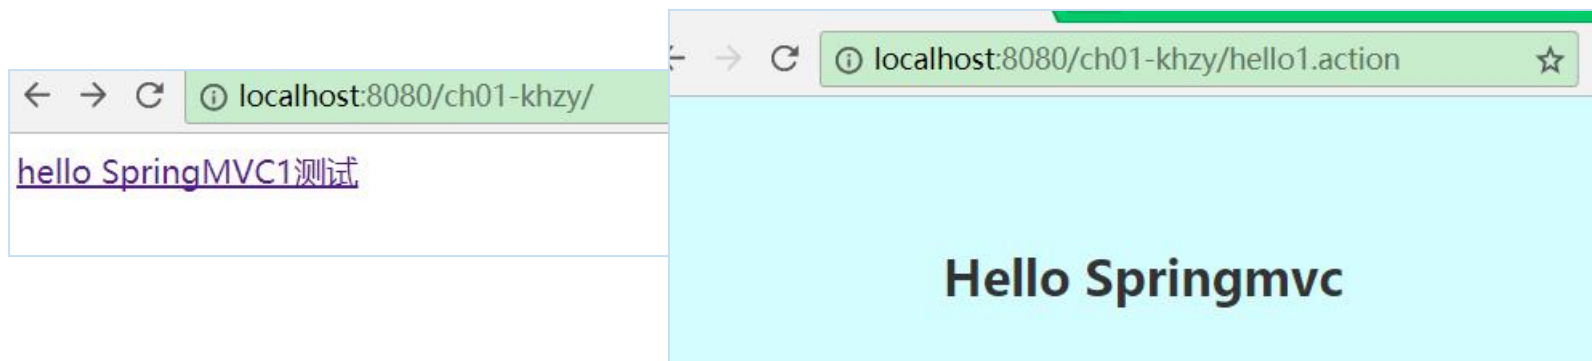 localhost:8080/ch01-khzy/
hello SpringMVC1测试
localhost:8080/ch01-khzy/hello1.action
Hello Springmvc